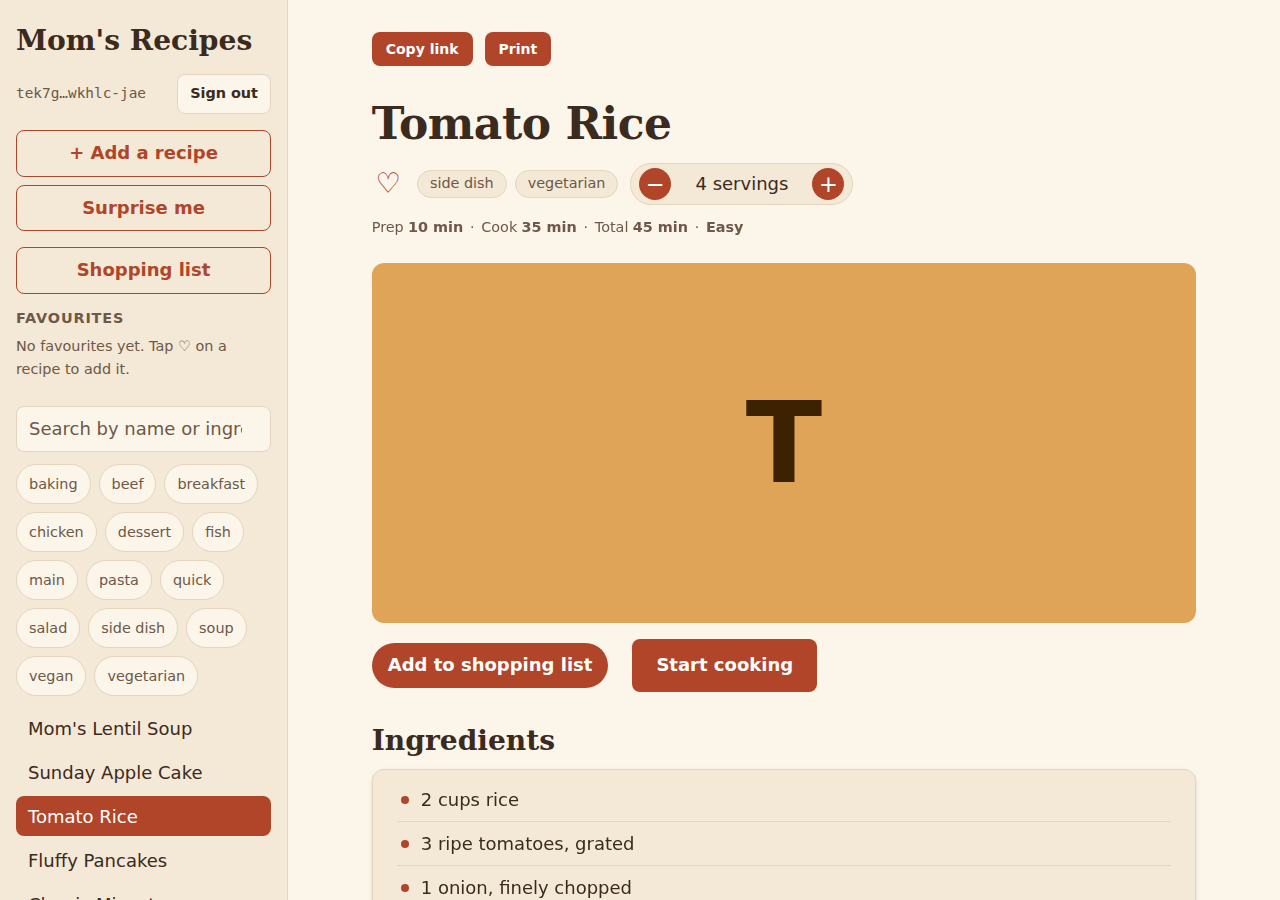 Mom's Recipes
tek7g…wkhlc-jae
Sign out
+ Add a recipe
Surprise me
Shopping list
FAVOURITES
No favourites yet. Tap ♡ on a
recipe to add it.
Search by name or ingr
baking
beef
breakfast
chicken
dessert
fish
main
pasta
quick
salad
side dish
soup
vegan
vegetarian
Mom's Lentil Soup
Sunday Apple Cake
Tomato Rice
Fluffy Pancakes
Copy link
Print
Tomato Rice
♡ side dish vegetarian − 4 servings +
Prep 10 min · Cook 35 min · Total 45 min · Easy
T
Add to shopping list
Start cooking
Ingredients
2 cups rice
3 ripe tomatoes, grated
1 onion, finely chopped